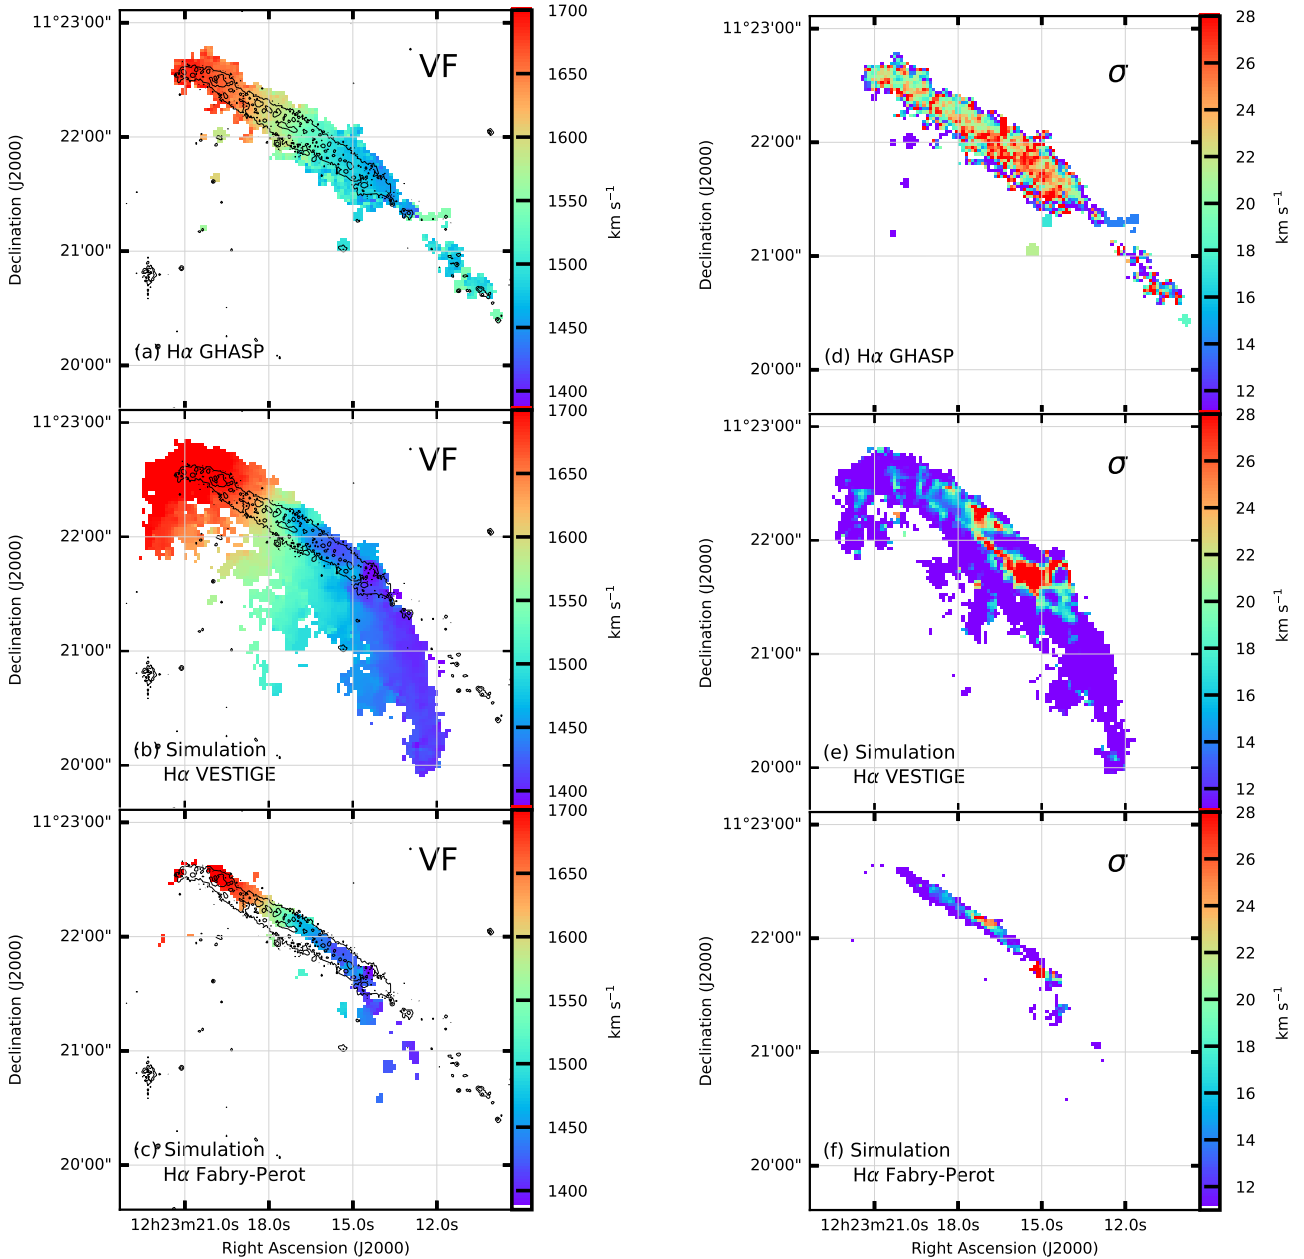 11°23'00"
22'00"
21'00"
20'00"
Declination (J2000)
VF
(a) Hα GHASP
1700
1650
1600
1550
1500
1450
1400
km s⁻¹
11°23'00"
22'00"
21'00"
20'00"
Declination (J2000)
σ
(d) Hα GHASP
28
26
24
22
20
18
16
14
12
km s⁻¹
11°23'00"
22'00"
21'00"
20'00"
Declination (J2000)
VF
(b) Simulation
Hα VESTIGE
1700
1650
1600
1550
1500
1450
1400
km s⁻¹
11°23'00"
22'00"
21'00"
20'00"
Declination (J2000)
σ
(e) Simulation
Hα VESTIGE
28
26
24
22
20
18
16
14
12
km s⁻¹
11°23'00"
22'00"
21'00"
20'00"
Declination (J2000)
VF
(c) Simulation
Hα Fabry-Perot
1700
1650
1600
1550
1500
1450
1400
km s⁻¹
12h23m21.0s 18.0s 15.0s 12.0s
Right Ascension (J2000)
11°23'00"
22'00"
21'00"
20'00"
Declination (J2000)
σ
(f) Simulation
Hα Fabry-Perot
28
26
24
22
20
18
16
14
12
km s⁻¹
12h23m21.0s 18.0s 15.0s 12.0s
Right Ascension (J2000)